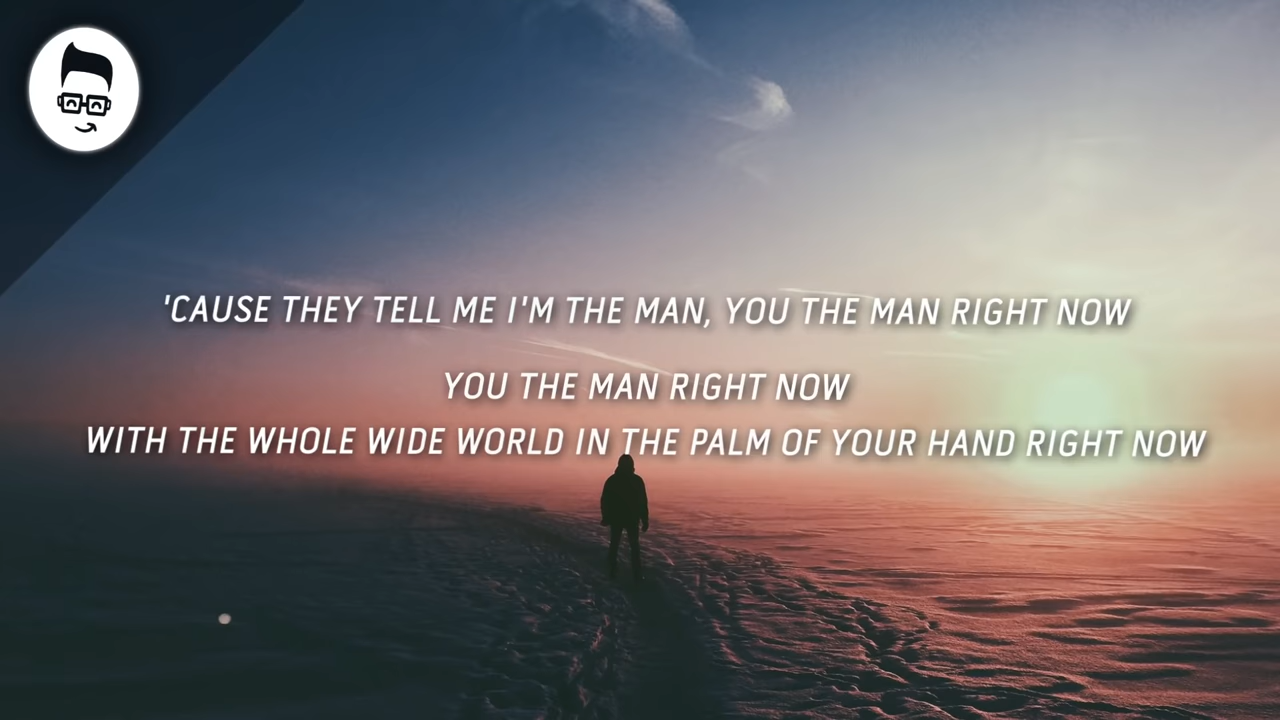 'CAUSE THEY TELL ME I'M THE MAN, YOU THE MAN RIGHT NOW
YOU THE MAN RIGHT NOW
WITH THE WHOLE WIDE WORLD IN THE PALM OF YOUR HAND RIGHT NOW